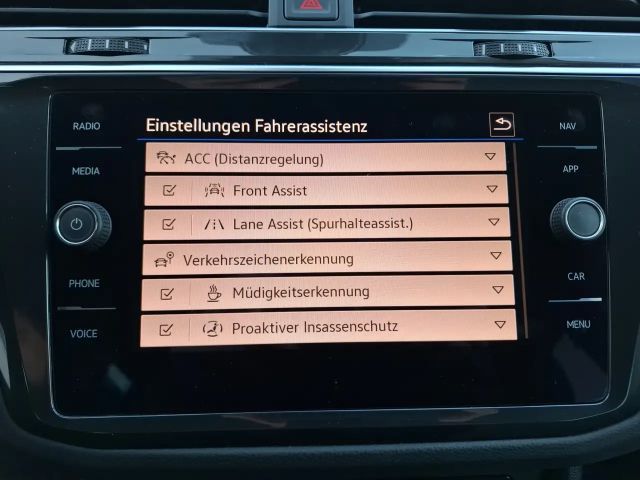 RADIO
MEDIA
PHONE
VOICE
Einstellungen Fahrerassistenz
ACC (Distanzregelung)
Front Assist
Lane Assist (Spurhalteassist.)
Verkehrszeichenerkennung
Müdigkeitserkennung
Proaktiver Insassenschutz
NAV
APP
CAR
MENU